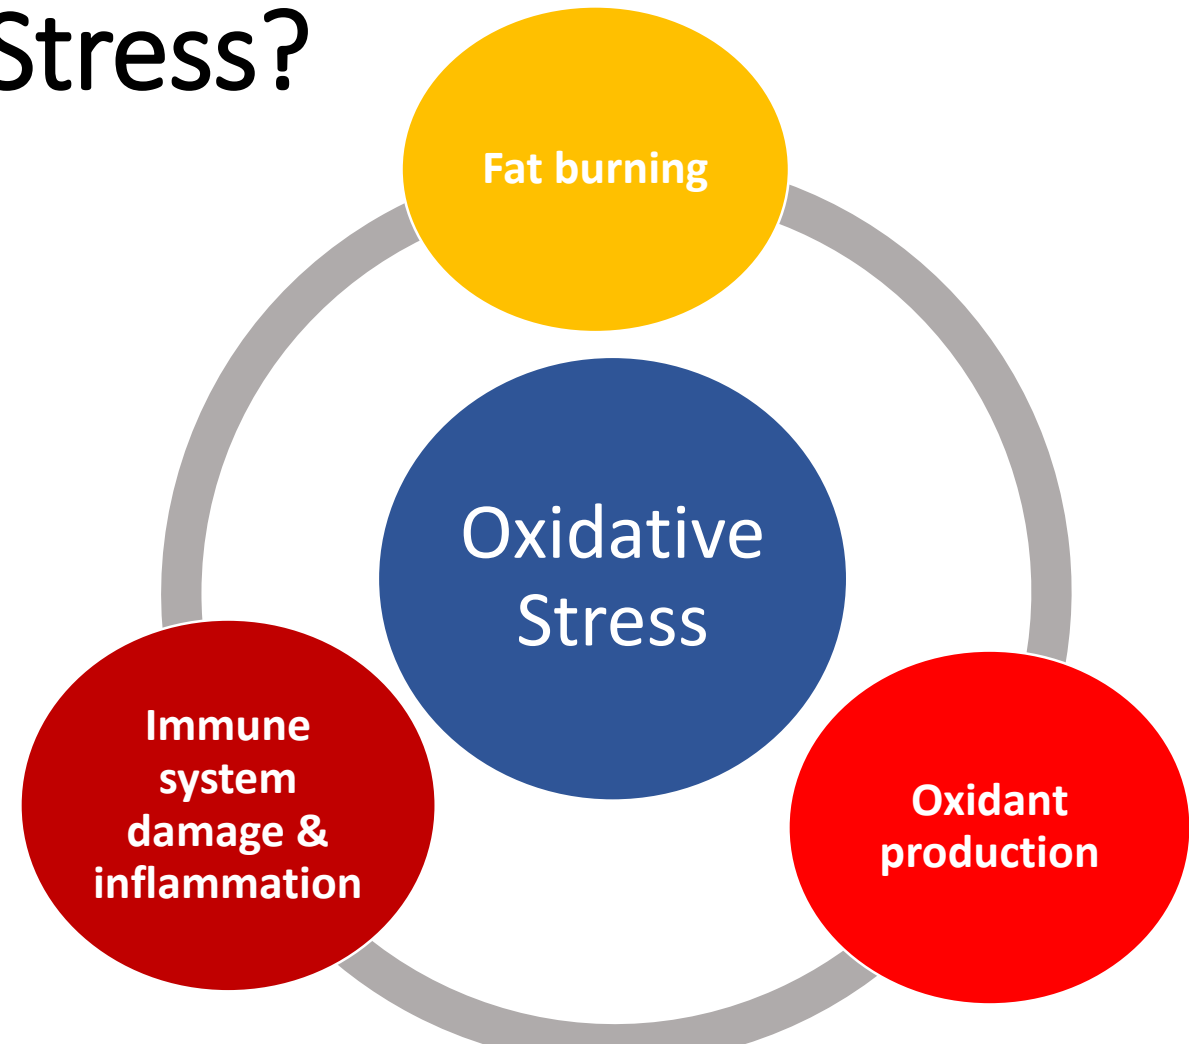 Stress?
Fat burning
Oxidative
Stress
Immune
system
damage &
inflammation
Oxidant
production